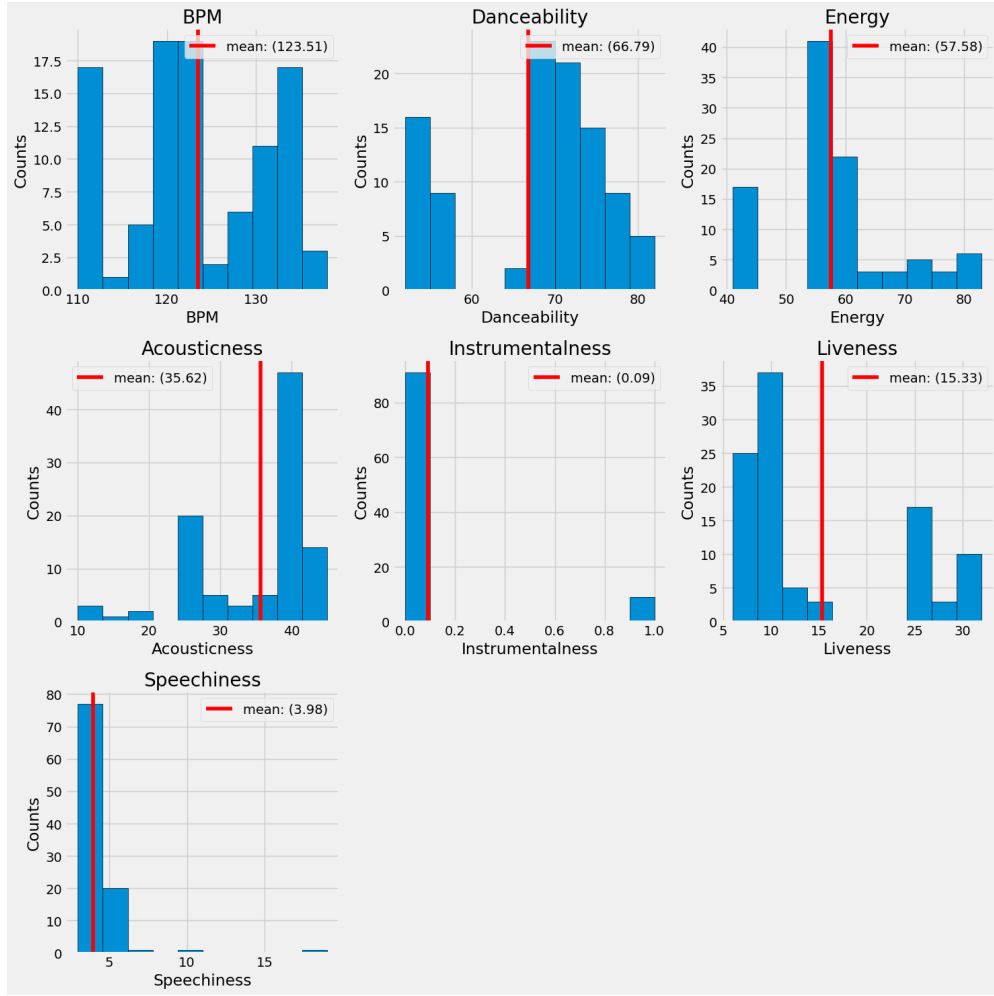 BPM
mean: (123.51)
Counts
17.5
15.0
12.5
10.0
7.5
5.0
2.5
0.0
110 120 130
BPM
Danceability
mean: (66.79)
Counts
20
15
10
5
0
60 70 80
Danceability
Energy
mean: (57.58)
Counts
40
35
30
25
20
15
10
5
0
40 50 60 70 80
Energy
Acousticness
mean: (35.62)
Counts
40
30
20
10
0
10 20 30 40
Acousticness
Instrumentalness
mean: (0.09)
Counts
80
60
40
20
0
0.0 0.2 0.4 0.6 0.8 1.0
Instrumentalness
Liveness
mean: (15.33)
Counts
35
30
25
20
15
10
5
0
5 10 15 20 25 30
Liveness
Speechiness
mean: (3.98)
Counts
80
70
60
50
40
30
20
10
0
5 10 15
Speechiness